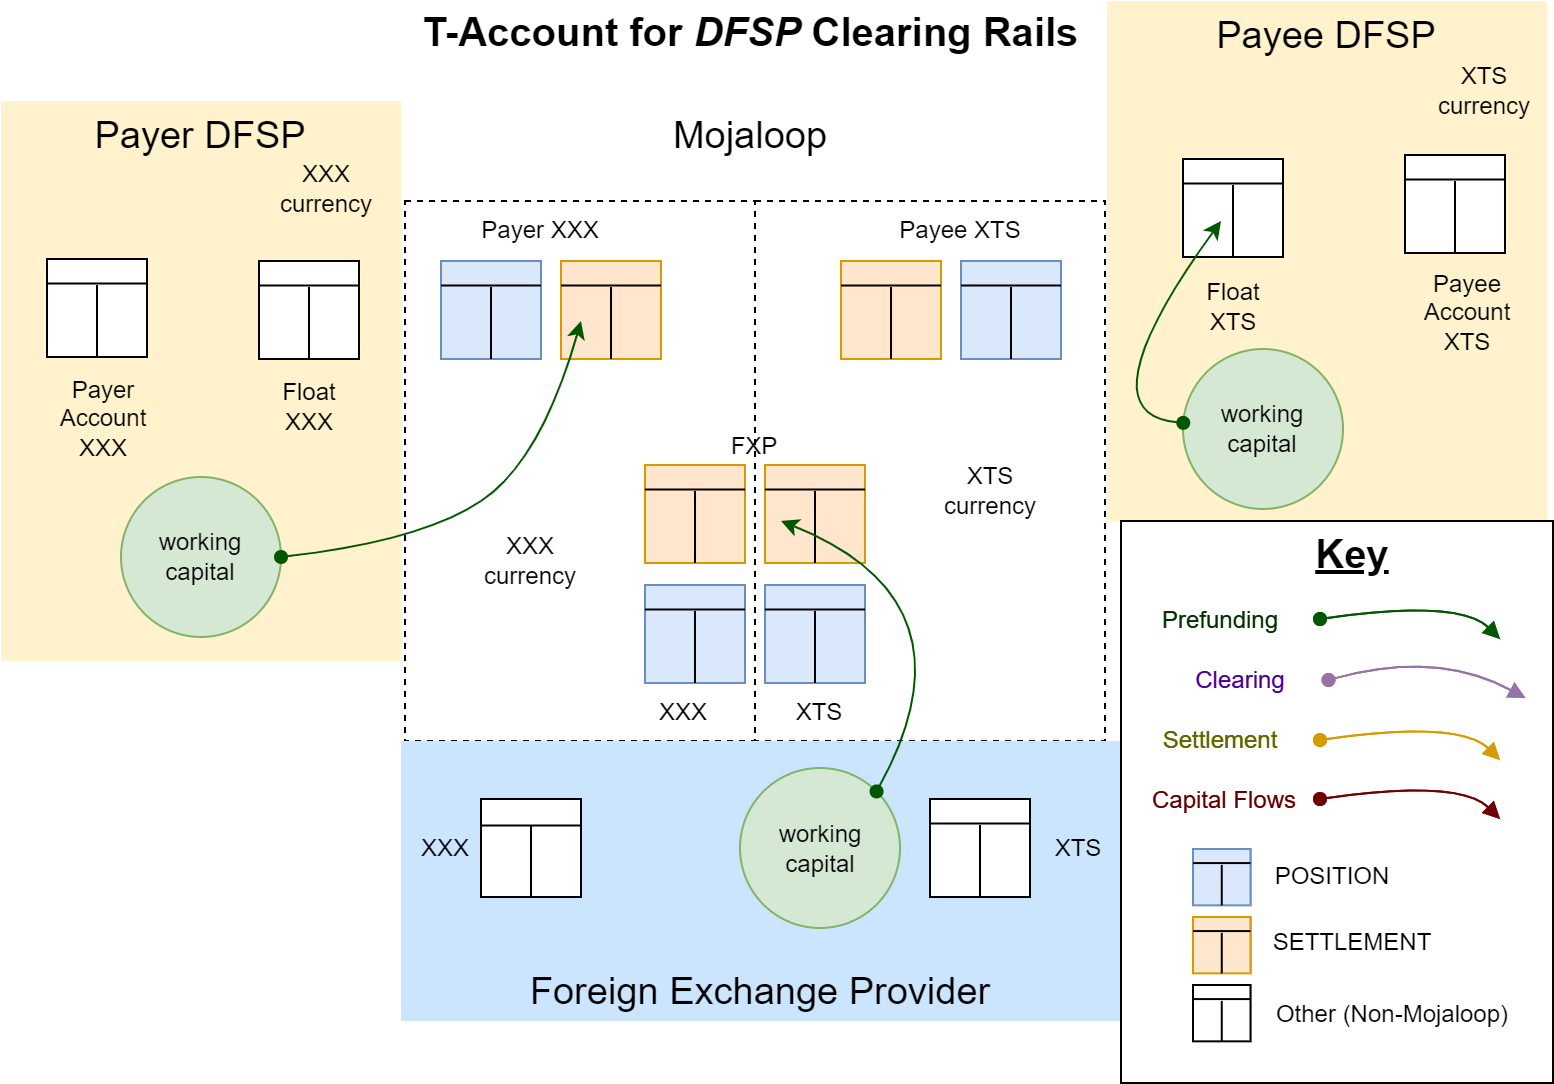 T-Account for DFSP Clearing Rails
Payee DFSP
XTS
currency
Payer DFSP
Mojaloop
XXX
currency
Payer XXX
Payee XTS
Float
XTS
Payee
Account
XTS
Payer
Account
XXX
Float
XXX
working
capital
FXP
XTS
currency
working
capital
XXX
currency
XXX
XTS
XXX
working
capital
XTS
Foreign Exchange Provider
Key
Prefunding
Clearing
Settlement
Capital Flows
POSITION
SETTLEMENT
Other (Non-Mojaloop)